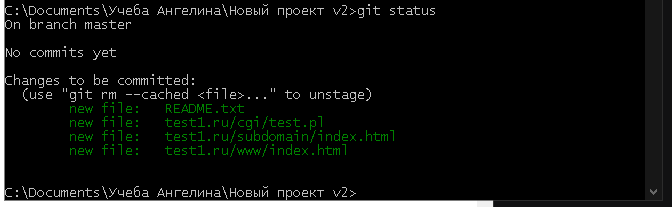 C:\Documents\Учеба Ангелина\Новый проект v2>git status
On branch master
No commits yet
Changes to be committed:
(use "git rm --cached <file>..." to unstage)
new file: README.txt
new file: test1.ru/cgi/test.pl
new file: test1.ru/subdomain/index.html
new file: test1.ru/www/index.html
C:\Documents\Учеба Ангелина\Новый проект v2>